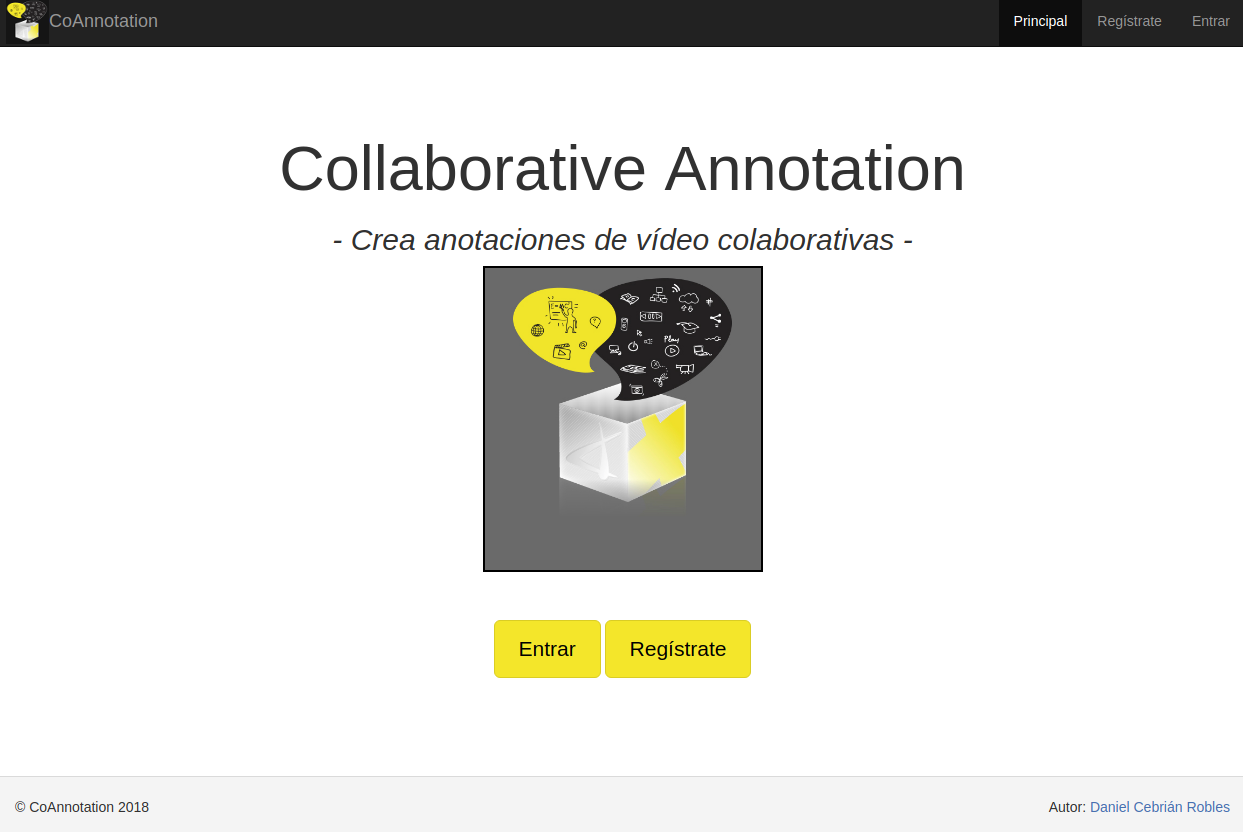 CoAnnotation
Principal
Regístrate
Entrar
Collaborative Annotation
- Crea anotaciones de vídeo colaborativas -
Play
Entrar
Regístrate
© CoAnnotation 2018
Autor: Daniel Cebrián Robles